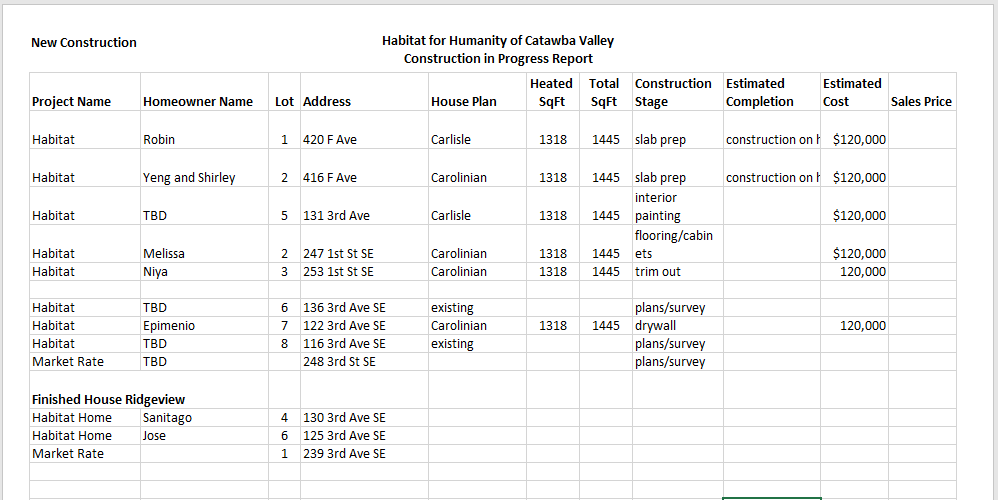 New Construction
Habitat for Humanity of Catawba Valley
Construction in Progress Report
Project Name Homeowner Name Lot Address House Plan Heated SqFt Total SqFt Construction Stage Estimated Completion Estimated Cost Sales Price
Habitat Robin 1 420 F Ave Carlisle 1318 1445 slab prep construction on h $120,000
Habitat Yeng and Shirley 2 416 F Ave Carolinian 1318 1445 slab prep construction on h $120,000
Habitat TBD 5 131 3rd Ave Carlisle 1318 1445 interior painting $120,000
Habitat Melissa 2 247 1st St SE Carolinian 1318 1445 flooring/cabinets $120,000
Habitat Niya 3 253 1st St SE Carolinian 1318 1445 trim out 120,000
Habitat TBD 6 136 3rd Ave SE existing plans/survey
Habitat Epimenio 7 122 3rd Ave SE Carolinian 1318 1445 drywall 120,000
Habitat TBD 8 116 3rd Ave SE existing plans/survey
Market Rate TBD 248 3rd St SE plans/survey
Finished House Ridgeview
Habitat Home Sanitago 4 130 3rd Ave SE
Habitat Home Jose 6 125 3rd Ave SE
Market Rate 1 239 3rd Ave SE